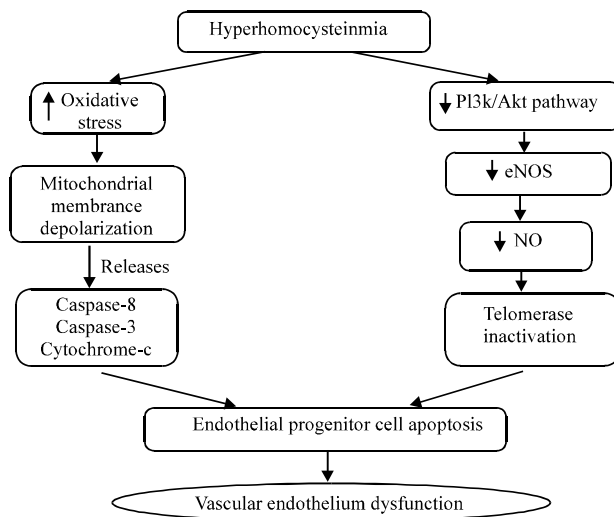 Hyperhomocysteinmia
Oxidative
stress
Pl3k/Akt pathway
Mitochondrial
membrance
depolarization
eNOS
NO
Releases
Caspase-8
Caspase-3
Cytochrome-c
Telomerase
inactivation
Endothelial progenitor cell apoptosis
Vascular endothelium dysfunction